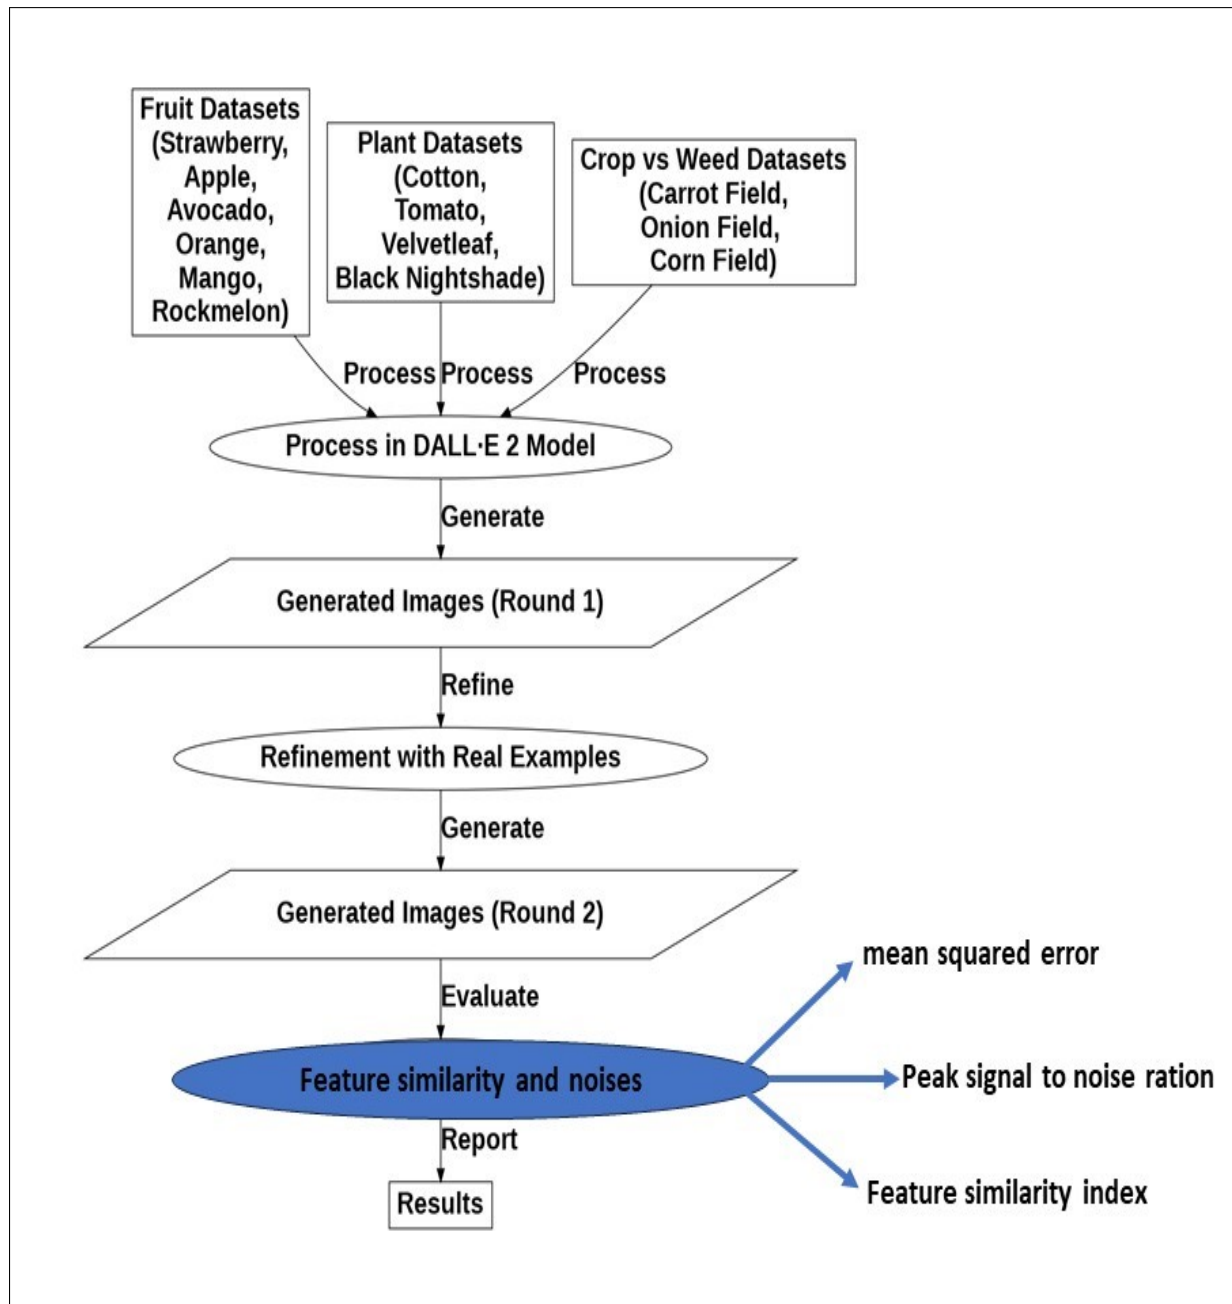 Fruit Datasets
(Strawberry,
Apple,
Avocado,
Orange,
Mango,
Rockmelon)
Plant Datasets
(Cotton,
Tomato,
Velvetleaf,
Black Nightshade)
Crop vs Weed Datasets
(Carrot Field,
Onion Field,
Corn Field)
Process
Process
Process
Process in DALL·E 2 Model
Generate
Generated Images (Round 1)
Refine
Refinement with Real Examples
Generate
Generated Images (Round 2)
Evaluate
Feature similarity and noises
mean squared error
Peak signal to noise ration
Feature similarity index
Report
Results